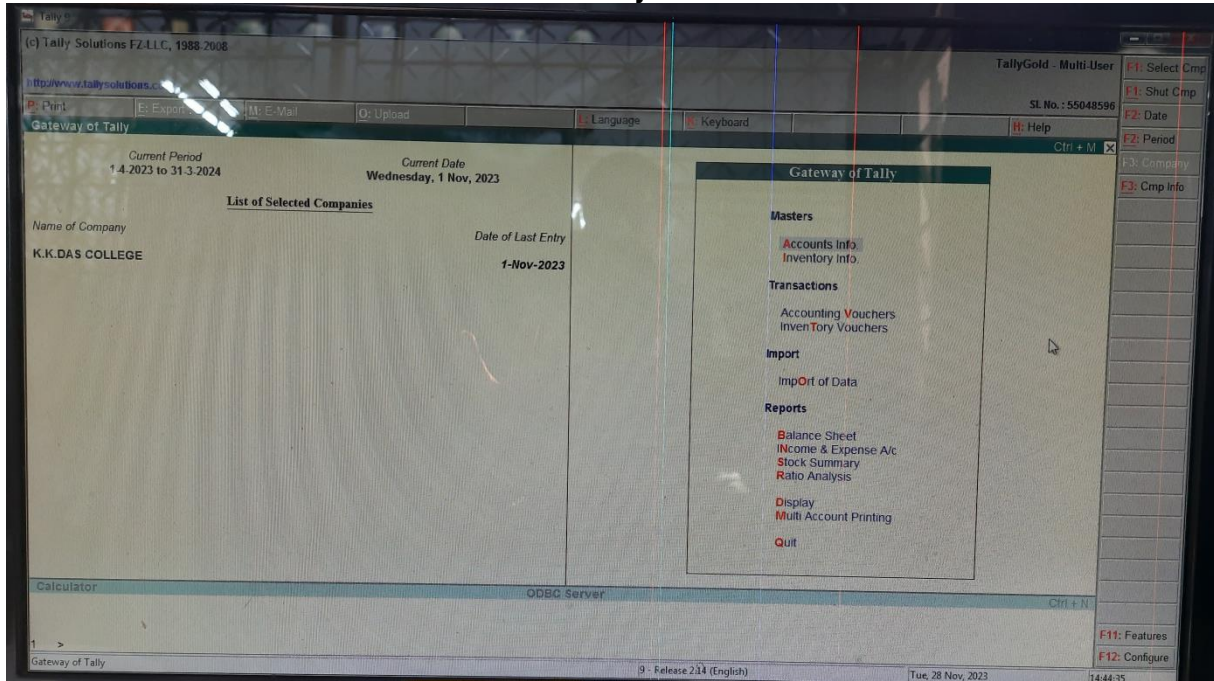 Tally 9
(c) Tally Solutions FZ-LLC, 1988-2008
http://www.tallysolutions.c
TallyGold - Multi-User
SL No. : 55048596
P: Print
E: Export
M: E-Mail
O: Upload
L: Language
K: Keyboard
H: Help
Gateway of Tally
Ctrl + M
Current Period
1-4-2023 to 31-3-2024
Current Date
Wednesday, 1 Nov, 2023
List of Selected Companies
Name of Company
Date of Last Entry
K.K.DAS COLLEGE
1-Nov-2023
Gateway of Tally
Masters
Accounts Info.
Inventory Info.
Transactions
Accounting Vouchers
InvenTory Vouchers
Import
ImpOrt of Data
Reports
Balance Sheet
INcome & Expense A/c
Stock Summary
Ratio Analysis
Display
Multi Account Printing
Quit
F1: Select Cmp
F1: Shut Cmp
F2: Date
F2: Period
F3: Company
F3: Cmp Info
F11: Features
F12: Configure
Calculator
ODBC Server
Ctrl + N
1 >
Gateway of Tally
9 - Release 2.14 (English)
Tue, 28 Nov, 2023
14:44:35